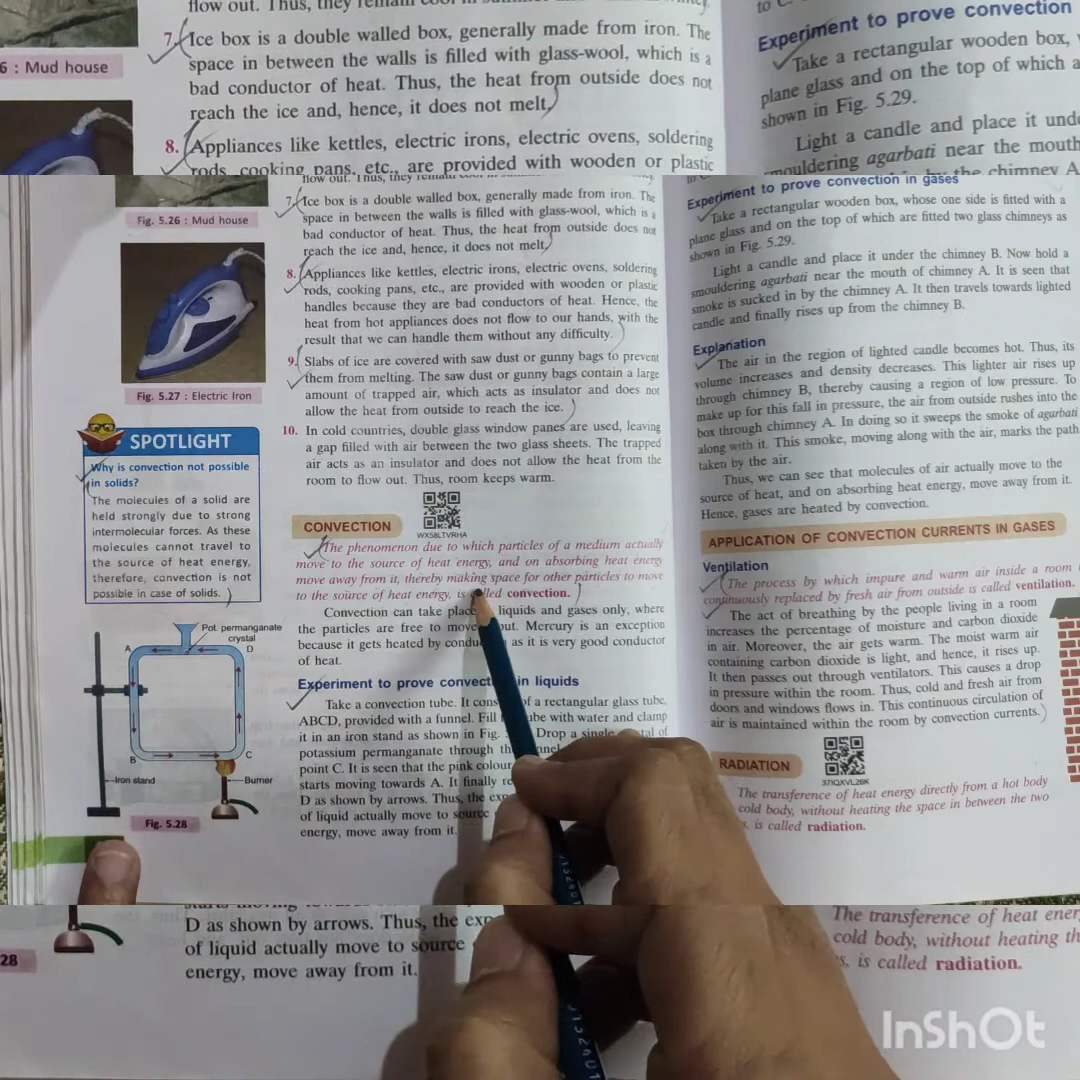 flow out. Thus, they remain cool in
7. Ice box is a double walled box, generally made from iron. The
space in between the walls is filled with glass-wool, which is a
bad conductor of heat. Thus, the heat from outside does not
reach the ice and, hence, it does not melt.
8. Appliances like kettles, electric irons, electric ovens, soldering
rods, cooking pans, etc., are provided with wooden or plastic
6 : Mud house
Experiment to prove convection
Take a rectangular wooden box,
plane glass and on the top of which a
shown in Fig. 5.29.
Light a candle and place it unde
mouldering agarbati near the mouth
the chimney A
Fig. 5.26 : Mud house
Fig. 5.27 : Electric Iron
SPOTLIGHT
Why is convection not possible
in solids?
The molecules of a solid are
held strongly due to strong
intermolecular forces. As these
molecules cannot travel to
the source of heat energy,
therefore, convection is not
possible in case of solids.
Pot. permanganate
crystal
A
D
B
C
Iron stand
Burner
Fig. 5.28
flow out. Thus, they remain
7. Ice box is a double walled box, generally made from iron. The
space in between the walls is filled with glass-wool, which is a
bad conductor of heat. Thus, the heat from outside does not
reach the ice and, hence, it does not melt.
8. Appliances like kettles, electric irons, electric ovens, soldering
rods, cooking pans, etc., are provided with wooden or plastic
handles because they are bad conductors of heat. Hence, the
heat from hot appliances does not flow to our hands, with the
result that we can handle them without any difficulty.
9. Slabs of ice are covered with saw dust or gunny bags to prevent
them from melting. The saw dust or gunny bags contain a large
amount of trapped air, which acts as insulator and does not
allow the heat from outside to reach the ice.
10. In cold countries, double glass window panes are used, leaving
a gap filled with air between the two glass sheets. The trapped
air acts as an insulator and does not allow the heat from the
room to flow out. Thus, room keeps warm.
CONVECTION
WX58LTVRHA
The phenomenon due to which particles of a medium actually
move to the source of heat energy, and on absorbing heat energy
move away from it, thereby making space for other particles to move
to the source of heat energy, is called convection.
Convection can take place liquids and gases only, where
the particles are free to move out. Mercury is an exception
because it gets heated by condu as it is very good conductor
of heat.
Experiment to prove convect in liquids
Take a convection tube. It cons of a rectangular glass tube,
ABCD, provided with a funnel. Fill ube with water and clamp
it in an iron stand as shown in Fig. Drop a single tal of
potassium permanganate through th nnel
point C. It is seen that the pink colour
starts moving towards A. It finally re
D as shown by arrows. Thus, the exp
of liquid actually move to source
energy, move away from it.
Experiment to prove convection in gases
Take a rectangular wooden box, whose one side is fitted with a
plane glass and on the top of which are fitted two glass chimneys as
shown in Fig. 5.29.
Light a candle and place it under the chimney B. Now hold a
smouldering agarbati near the mouth of chimney A. It is seen that
smoke is sucked in by the chimney A. It then travels towards lighted
candle and finally rises up from the chimney B.
Explanation
The air in the region of lighted candle becomes hot. Thus, its
volume increases and density decreases. This lighter air rises up
through chimney B, thereby causing a region of low pressure. To
make up for this fall in pressure, the air from outside rushes into the
box through chimney A. In doing so it sweeps the smoke of agarbati
along with it. This smoke, moving along with the air, marks the path
taken by the air.
Thus, we can see that molecules of air actually move to the
source of heat, and on absorbing heat energy, move away from it.
Hence, gases are heated by convection.
APPLICATION OF CONVECTION CURRENTS IN GASES
Ventilation
The process by which impure and warm air inside a room
continuously replaced by fresh air from outside is called ventilation.
The act of breathing by the people living in a room
increases the percentage of moisture and carbon dioxide
in air. Moreover, the air gets warm. The moist warm air
containing carbon dioxide is light, and hence, it rises up.
It then passes out through ventilators. This causes a drop
in pressure within the room. Thus, cold and fresh air from
doors and windows flows in. This continuous circulation of
air is maintained within the room by convection currents.
RADIATION
The transference of heat energy directly from a hot body
cold body, without heating the space in between the two
s, is called radiation.
28
D as shown by arrows. Thus, the exp
of liquid actually move to source
energy, move away from it.
The transference of heat ener
cold body, without heating th
s, is called radiation.
InShOt